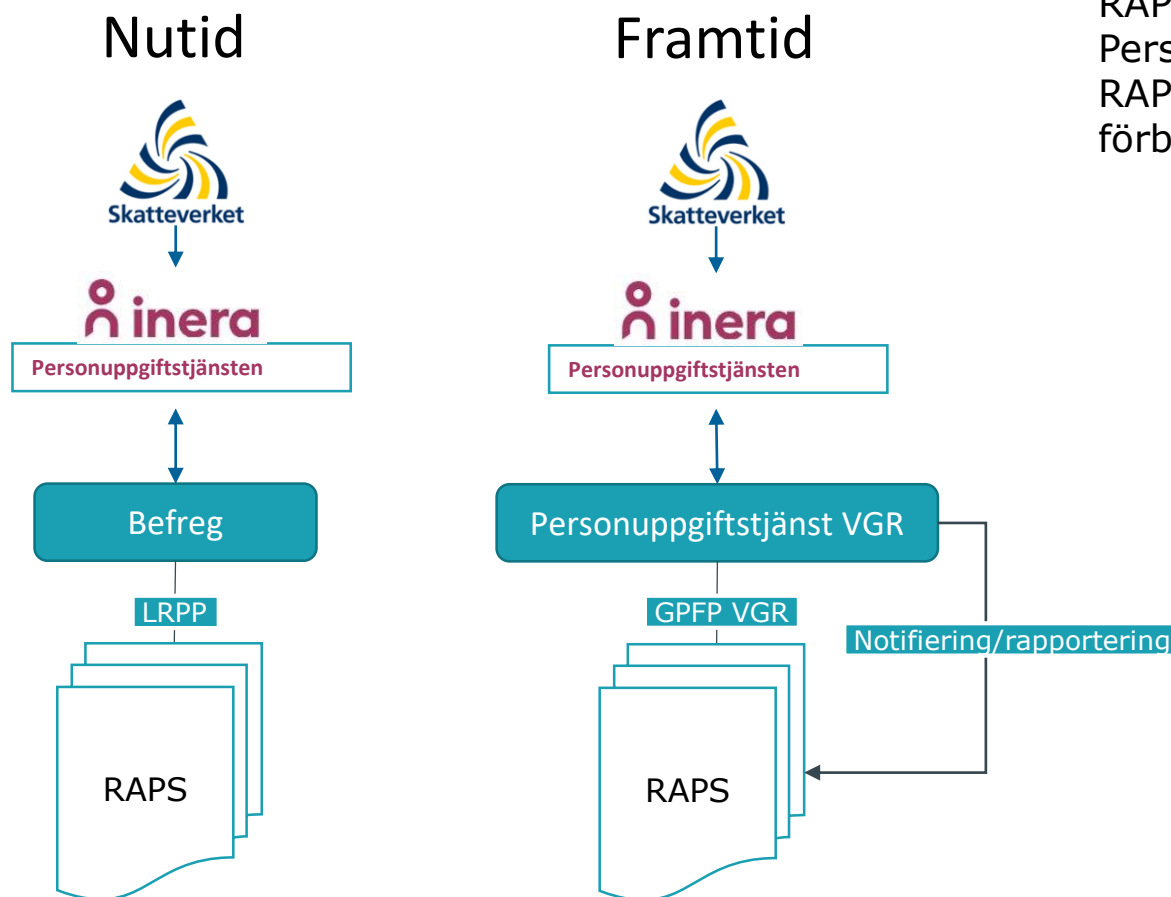 Nutid
Framtid
Skatteverket
Skatteverket
inera
inera
Personuppgiftstjänsten
Personuppgiftstjänsten
Befreg
Personuppgiftstjänst VGR
LRPP
GPFP VGR
Notifiering/rapportering
RAPS
RAPS